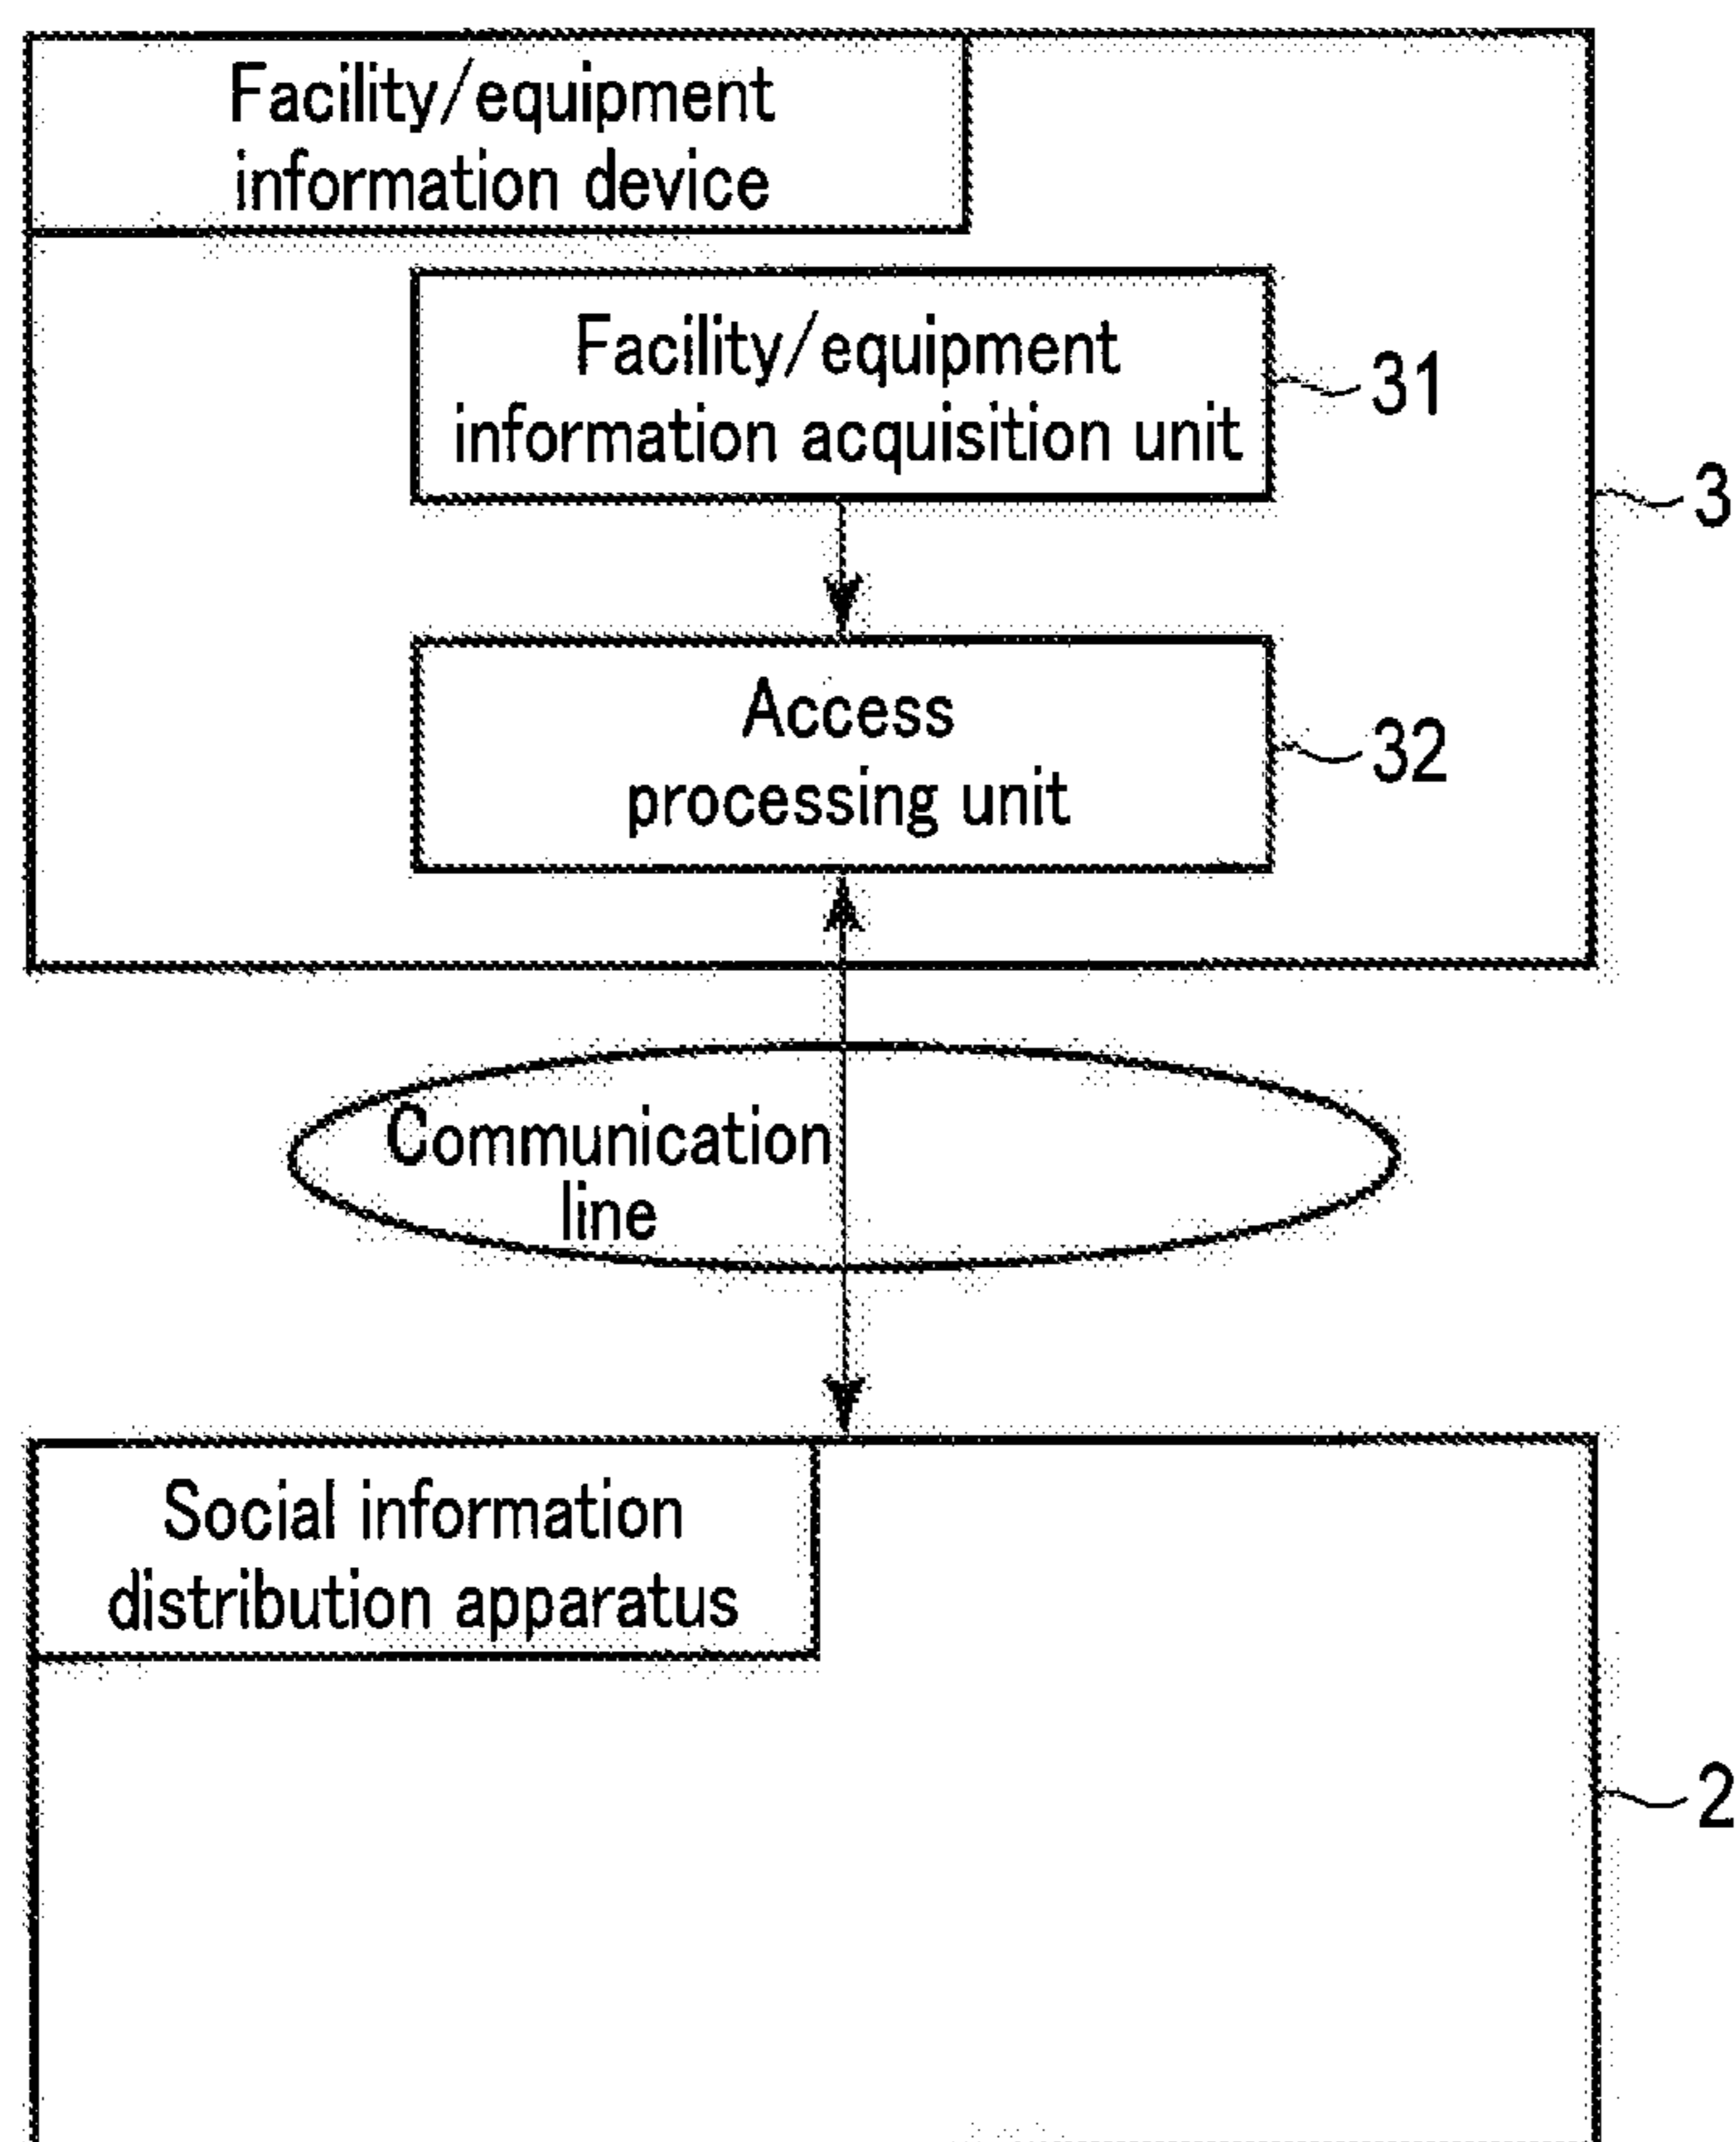 Facility/equipment
information device
Facility/equipment
information acquisition unit
31
3
Access
processing unit
32
Communication
line
Social information
distribution apparatus
2